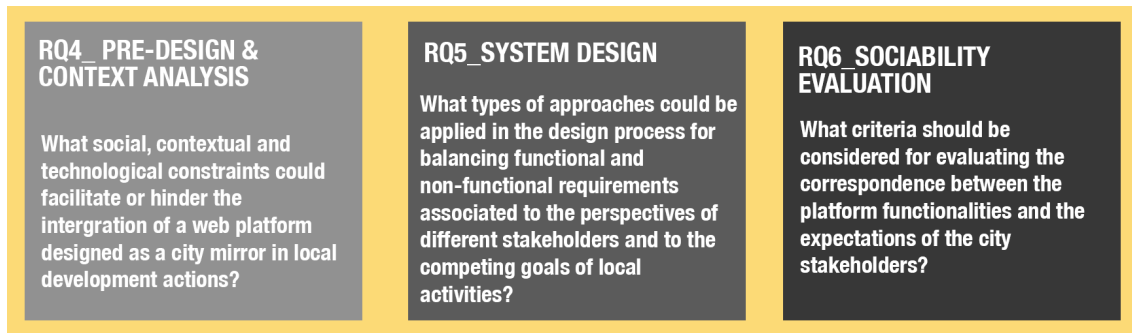 RQ4_ PRE-DESIGN &
CONTEXT ANALYSIS
What social, contextual and
technological constraints could
facilitate or hinder the
intergration of a web platform
designed as a city mirror in local
development actions?
RQ5_SYSTEM DESIGN
What types of approaches could be
applied in the design process for
balancing functional and
non-functional requirements
associated to the perspectives of
different stakeholders and to the
competing goals of local
activities?
RQ6_SOCIABILITY
EVALUATION
What criteria should be
considered for evaluating the
correspondence between the
platform functionalities and the
expectations of the city
stakeholders?